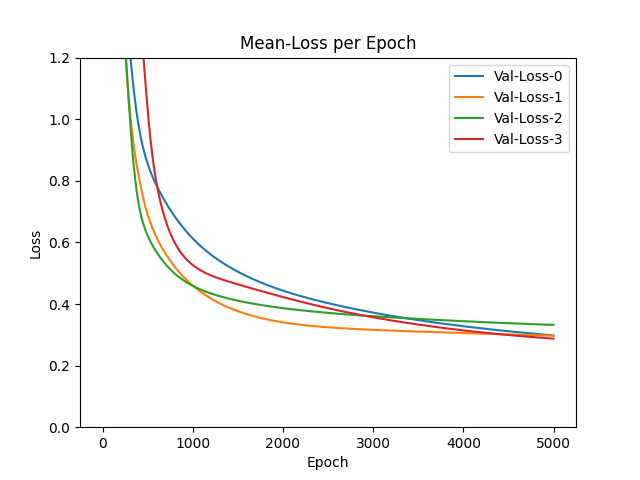 Mean-Loss per Epoch
1.2
1.0
0.8
0.6
0.4
0.2
0.0
Loss
Val-Loss-0
Val-Loss-1
Val-Loss-2
Val-Loss-3
0 1000 2000 3000 4000 5000
Epoch